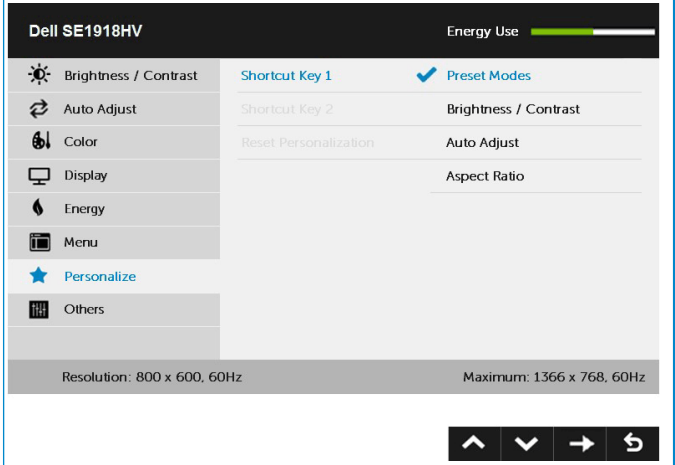 Dell SE1918HV Energy Use
Brightness / Contrast Shortcut Key 1 Preset Modes
Auto Adjust Shortcut Key 2 Brightness / Contrast
Color Reset Personalization Auto Adjust
Display Aspect Ratio
Energy
Menu
Personalize
Others
Resolution: 800 x 600, 60Hz Maximum: 1366 x 768, 60Hz